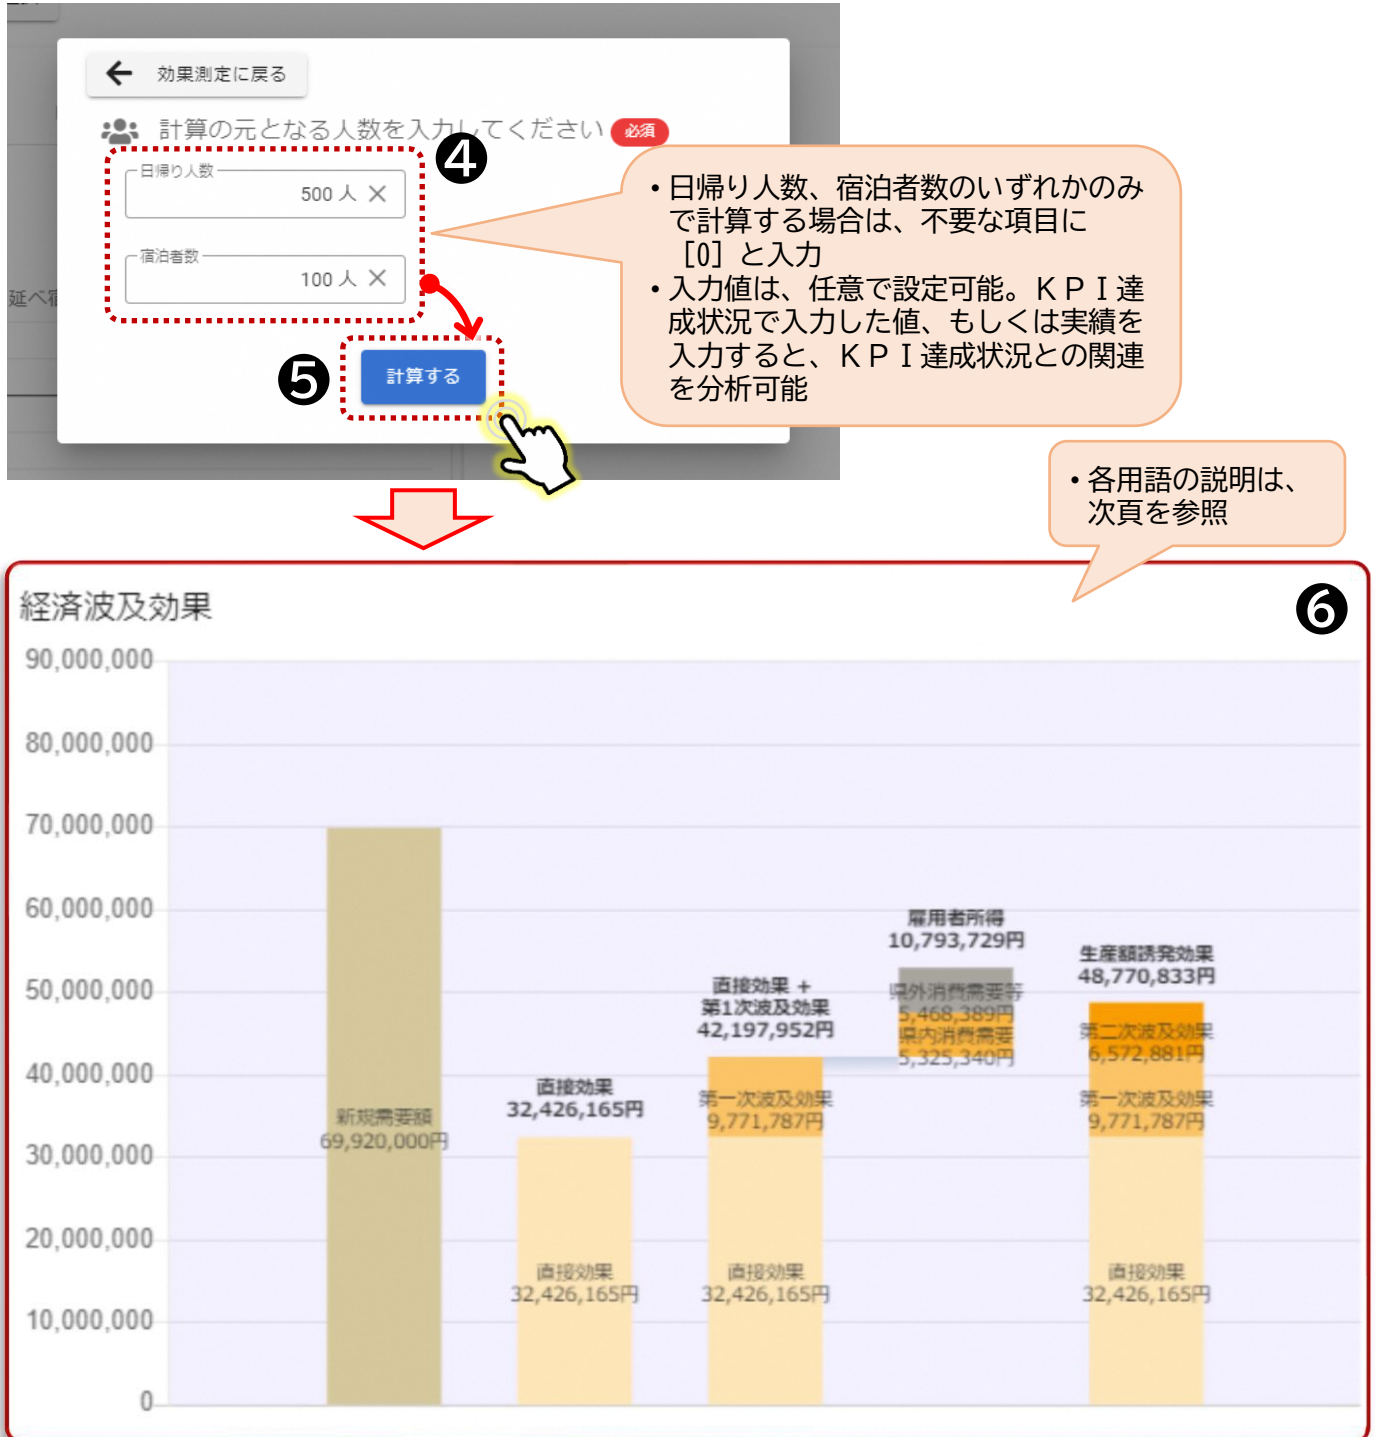 効果測定に戻る
計算の元となる人数を入力してください 必須
❹
日帰り人数
500 人 ×
宿泊者数
100 人 ×
延べ宿
❺
計算する
・日帰り人数、宿泊者数のいずれかのみ
で計算する場合は、不要な項目に
［0］と入力
・入力値は、任意で設定可能。ＫＰＩ達
成状況で入力した値、もしくは実績を
入力すると、ＫＰＩ達成状況との関連
を分析可能
・各用語の説明は、
次頁を参照
経済波及効果
❻
90,000,000
80,000,000
70,000,000
60,000,000
50,000,000
40,000,000
30,000,000
20,000,000
10,000,000
0
新規需要額
69,920,000円
直接効果
32,426,165円
直接効果
32,426,165円
直接効果 +
第1次波及効果
42,197,952円
第一次波及効果
9,771,787円
直接効果
32,426,165円
雇用者所得
10,793,729円
県外消費需要等
5,468,389円
県内消費需要
5,325,340円
生産額誘発効果
48,770,833円
第二次波及効果
6,572,881円
第一次波及効果
9,771,787円
直接効果
32,426,165円